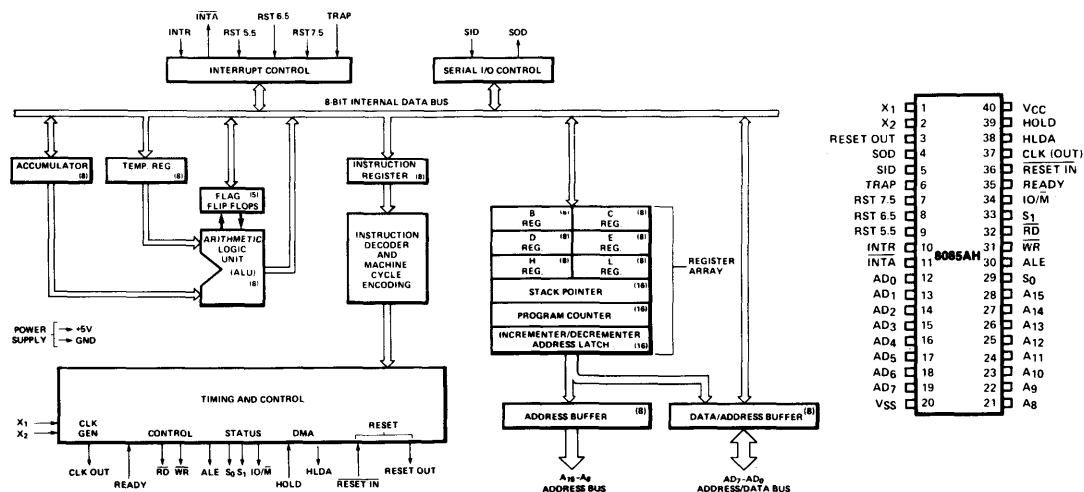 INTR
INTA
RST 5.5
RST 6.5
RST 7.5
TRAP
INTERRUPT CONTROL
SID
SOD
SERIAL I/O CONTROL
8-BIT INTERNAL DATA BUS
ACCUMULATOR (8)
TEMP. REG. (8)
FLAG (5)
FLIP FLOPS
ARITHMETIC
LOGIC
UNIT
(ALU)
(8)
INSTRUCTION
REGISTER (8)
INSTRUCTION
DECODER
AND
MACHINE
CYCLE
ENCODING
B (8) C (8)
REG. REG.
D (8) E (8)
REG. REG.
H (8) L (8)
REG. REG.
STACK POINTER (16)
PROGRAM COUNTER (16)
INCREMENTER/DECREMENTER
ADDRESS LATCH (16)
REGISTER
ARRAY
POWER +5V
SUPPLY GND
TIMING AND CONTROL
X1 CLK
X2 GEN CONTROL STATUS DMA RESET
CLK OUT
READY
RD WR ALE S0 S1 IO/M
HOLD
HLDA
RESET IN
RESET OUT
ADDRESS BUFFER (8)
DATA/ADDRESS BUFFER (8)
A15-A8
ADDRESS BUS
AD7-AD0
ADDRESS/DATA BUS
8085AH
X1 1 40 VCC
X2 2 39 HOLD
RESET OUT 3 38 HLDA
SOD 4 37 CLK (OUT)
SID 5 36 RESET IN
TRAP 6 35 READY
RST 7.5 7 34 IO/M
RST 6.5 8 33 S1
RST 5.5 9 32 RD
INTR 10 31 WR
INTA 11 30 ALE
AD0 12 29 S0
AD1 13 28 A15
AD2 14 27 A14
AD3 15 26 A13
AD4 16 25 A12
AD5 17 24 A11
AD6 18 23 A10
AD7 19 22 A9
VSS 20 21 A8